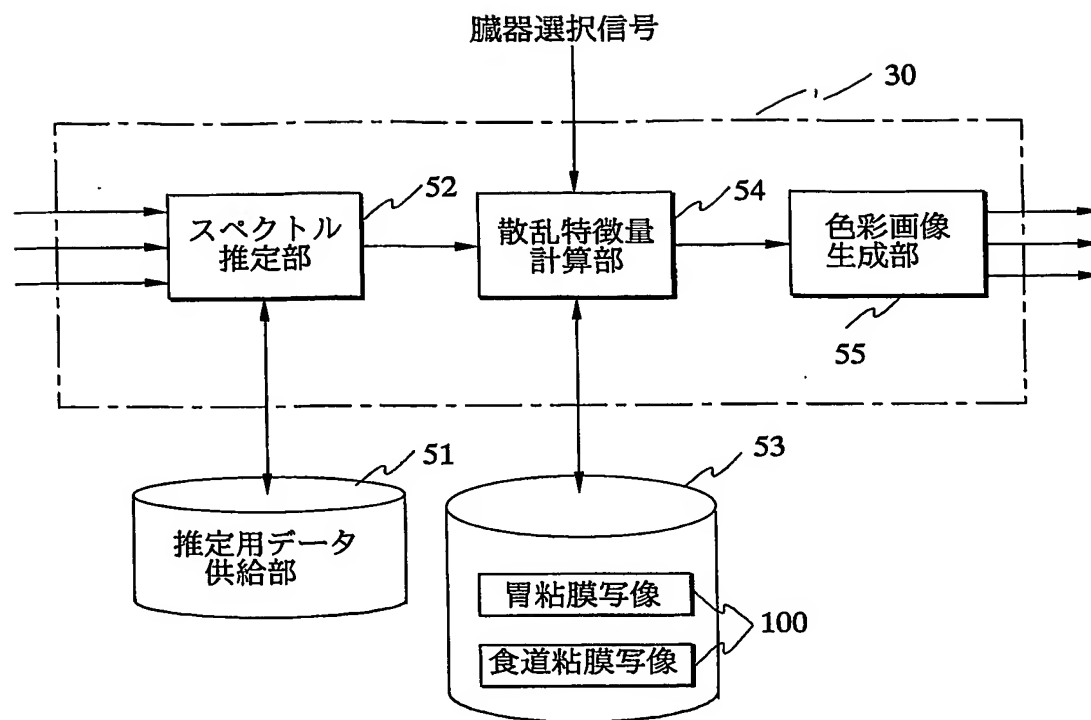 臓器選択信号
30
52
54
スペクトル
推定部
散乱特徴量
計算部
色彩画像
生成部
55
51
53
推定用データ
供給部
胃粘膜写像
100
食道粘膜写像